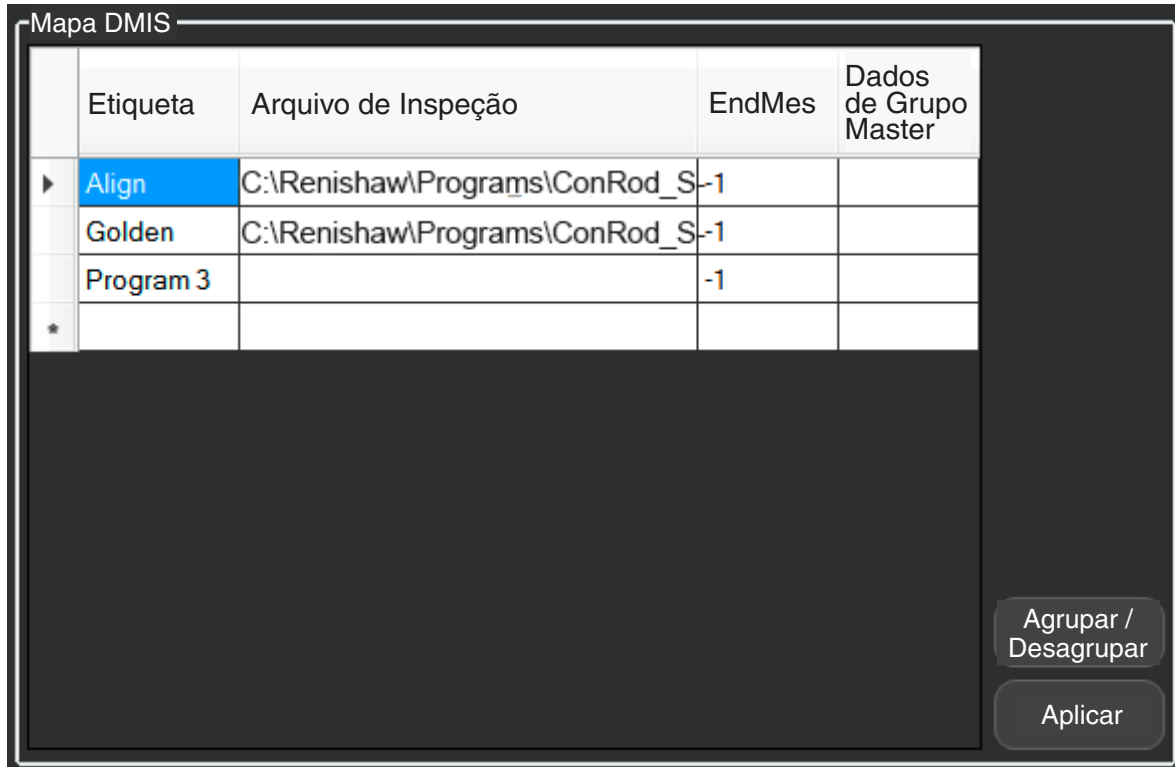 Mapa DMIS
Etiqueta Arquivo de Inspeção EndMes Dados de Grupo Master
Align C:\Renishaw\Programs\ConRod_S -1
Golden C:\Renishaw\Programs\ConRod_S -1
Program 3 -1
*
Agrupar /
Desagrupar
Aplicar